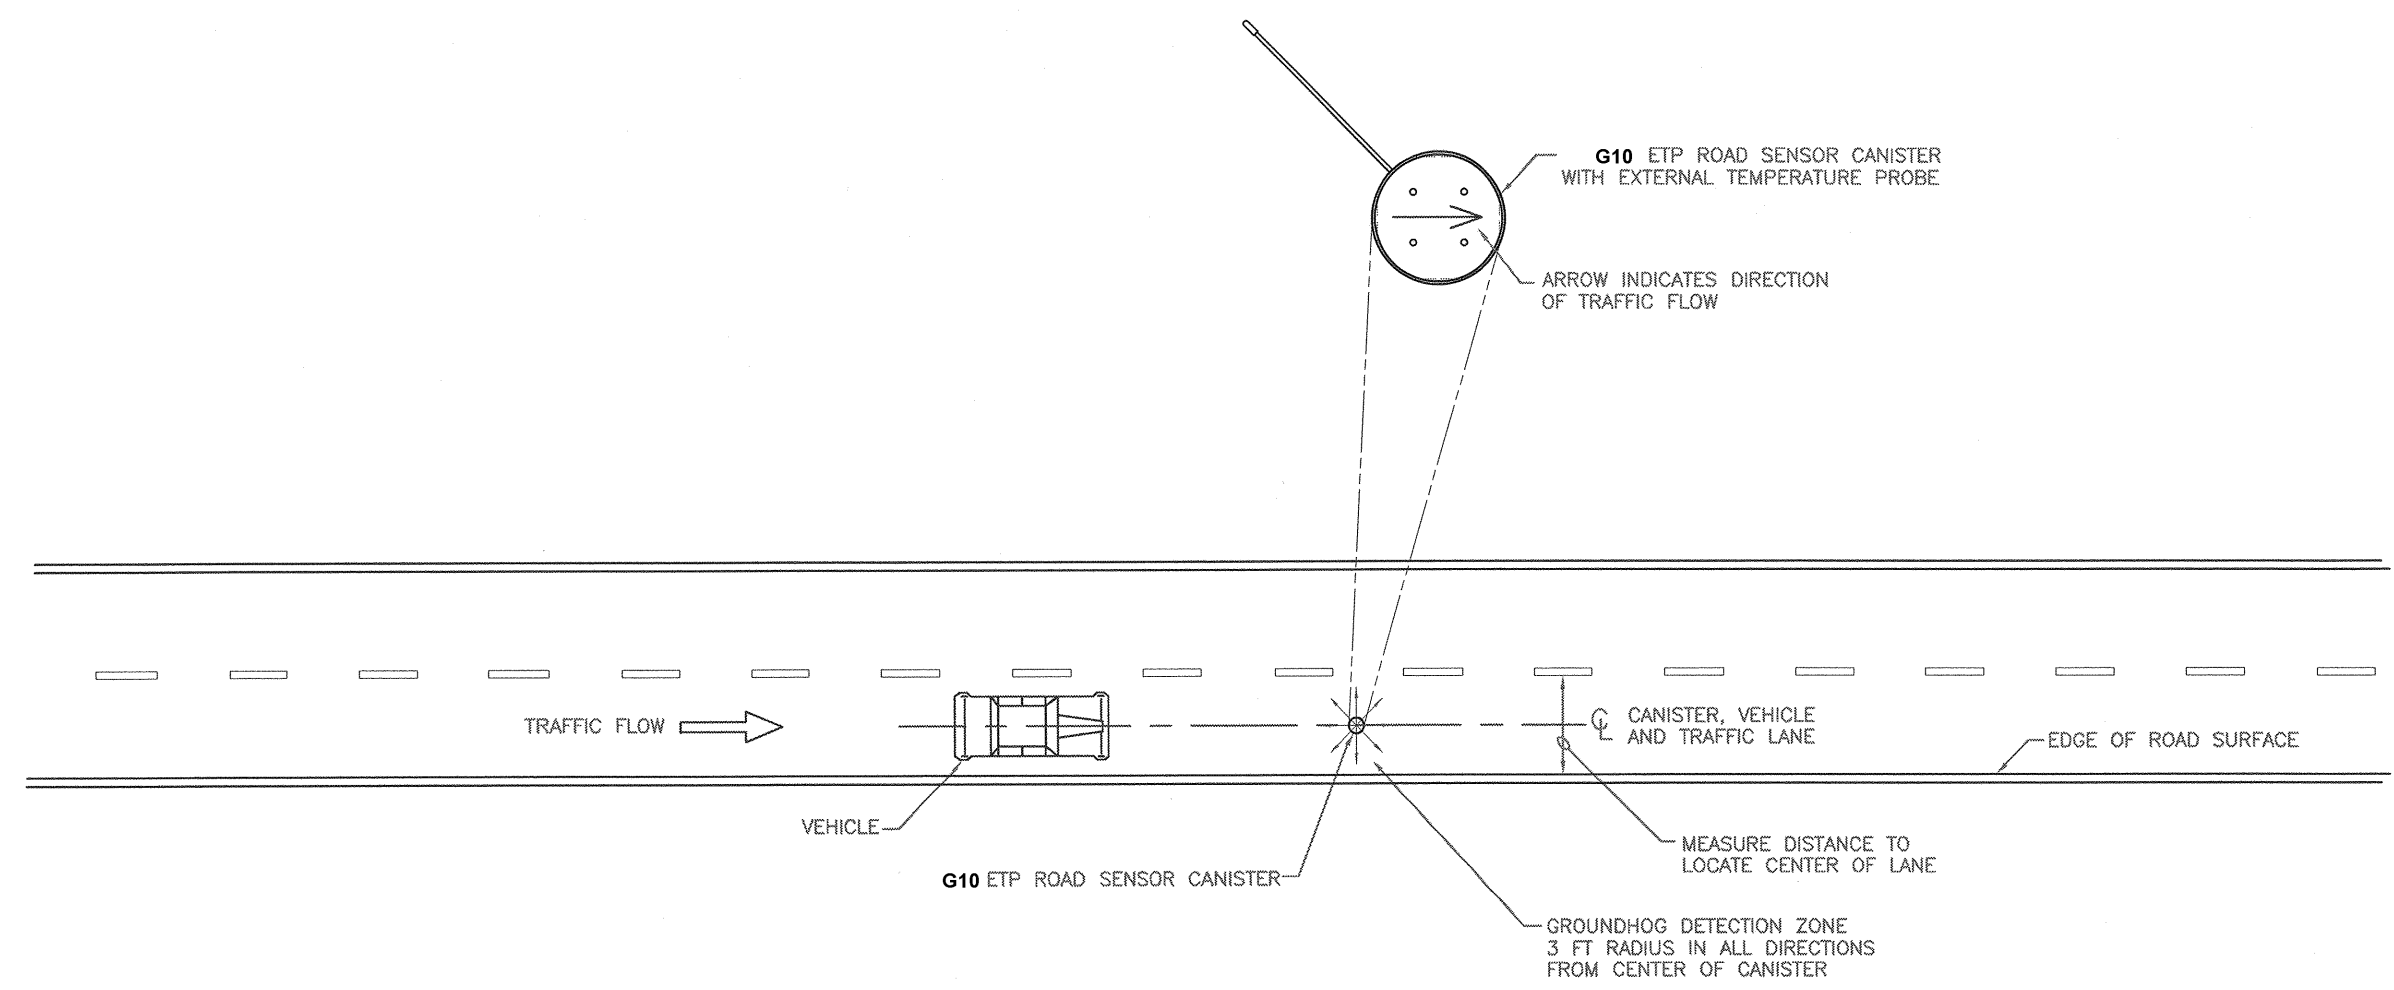 G10 ETP ROAD SENSOR CANISTER
WITH EXTERNAL TEMPERATURE PROBE
ARROW INDICATES DIRECTION
OF TRAFFIC FLOW
TRAFFIC FLOW
CL CANISTER, VEHICLE
AND TRAFFIC LANE
EDGE OF ROAD SURFACE
VEHICLE
MEASURE DISTANCE TO
LOCATE CENTER OF LANE
G10 ETP ROAD SENSOR CANISTER
GROUNDHOG DETECTION ZONE
3 FT RADIUS IN ALL DIRECTIONS
FROM CENTER OF CANISTER